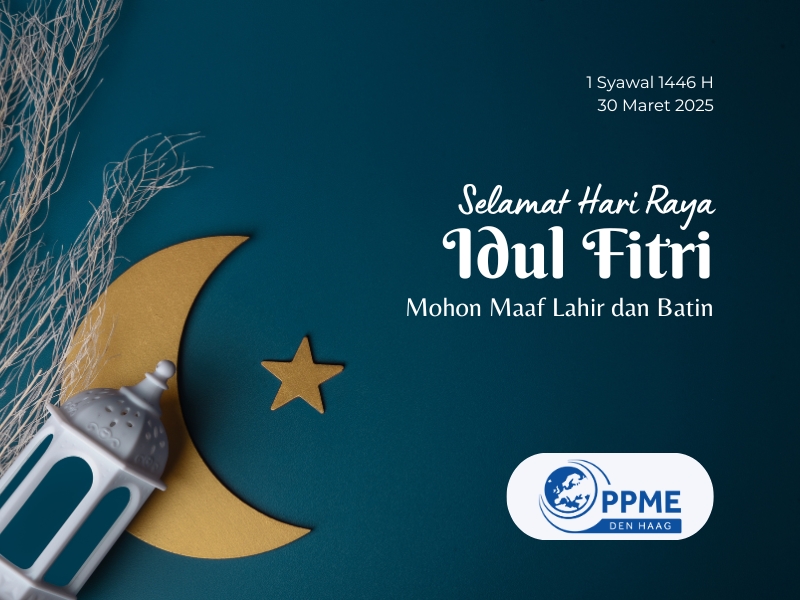 1 Syawal 1446 H
30 Maret 2025
Selamat Hari Raya
Idul Fitri
Mohon Maaf Lahir dan Batin
PPME
DEN HAAG